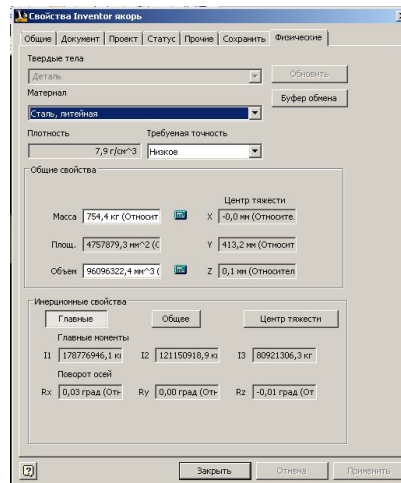 Свойства Inventor якорь
Общие Документ Проект Статус Прочие Сохранить Физические
Твердые тела
Деталь
Обновить
Материал
Буфер обмена
Сталь, литейная
Плотность Требуемая точность
7,9 г/см^3 Низкое
Общие свойства
Центр тяжести
Масса 754,4 кг (Относит X -0,0 мм (Относите.
Площ. 4757879,3 мм^2 (С Y 413,2 мм (Относит
Объем 96096322,4 мм^3 ( Z 0,1 мм (Относител
Инерционные свойства
Главные Общее Центр тяжести
Главные моменты
I1 178776946,1 кг I2 121150918,9 кг I3 80921306,3 кг
Поворот осей
Rx 0,03 град (Отн Ry 0,00 град (Отн Rz -0,01 град (От
Закрыть Отмена Применить